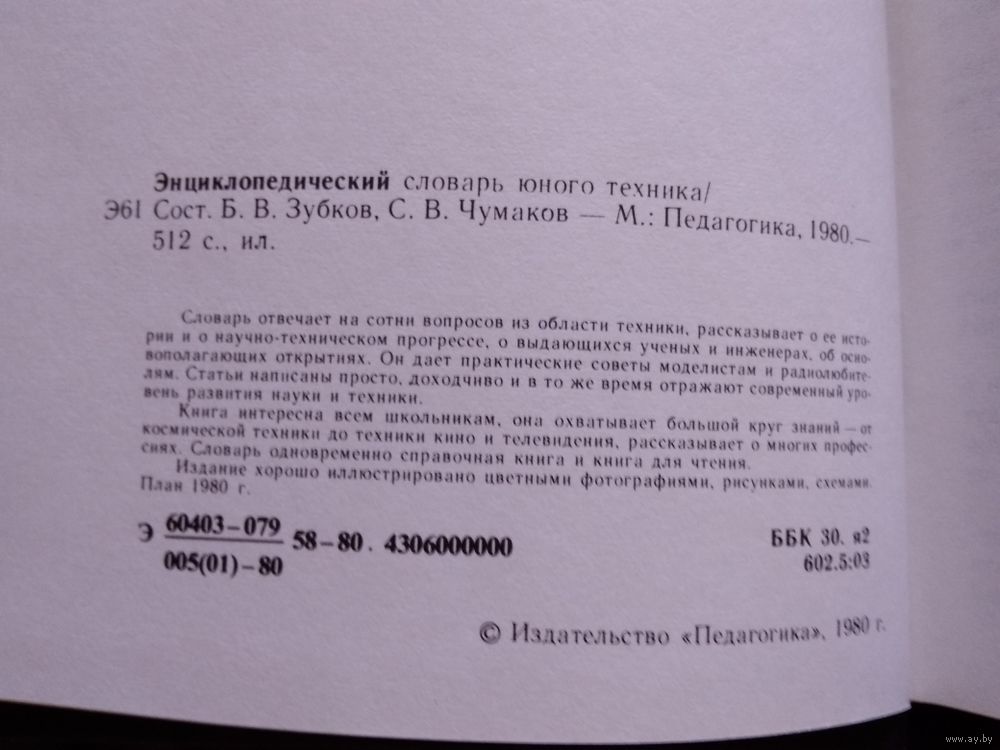 Энциклопедический словарь юного техника/
Э61 Сост. Б. В. Зубков, С. В. Чумаков — М.: Педагогика, 1980.—
512 с., ил.
Словарь отвечает на сотни вопросов из области техники, рассказывает о ее исто-
рии и о научно-техническом прогрессе, о выдающихся ученых и инженерах, об осно-
вополагающих открытиях. Он дает практические советы моделистам и радиолюбите-
лям. Статьи написаны просто, доходчиво и в то же время отражают современный уро-
вень развития науки и техники.
Книга интересна всем школьникам, она охватывает большой круг знаний — от
космической техники до техники кино и телевидения, рассказывает о многих профес-
сиях. Словарь одновременно справочная книга и книга для чтения.
Издание хорошо иллюстрировано цветными фотографиями, рисунками, схемами.
План 1980 г.
Э 60403—079 58—80. 4306000000
005(01)—80
ББК 30. я2
602.5:03
© Издательство «Педагогика», 1980 г.
www.ay.by